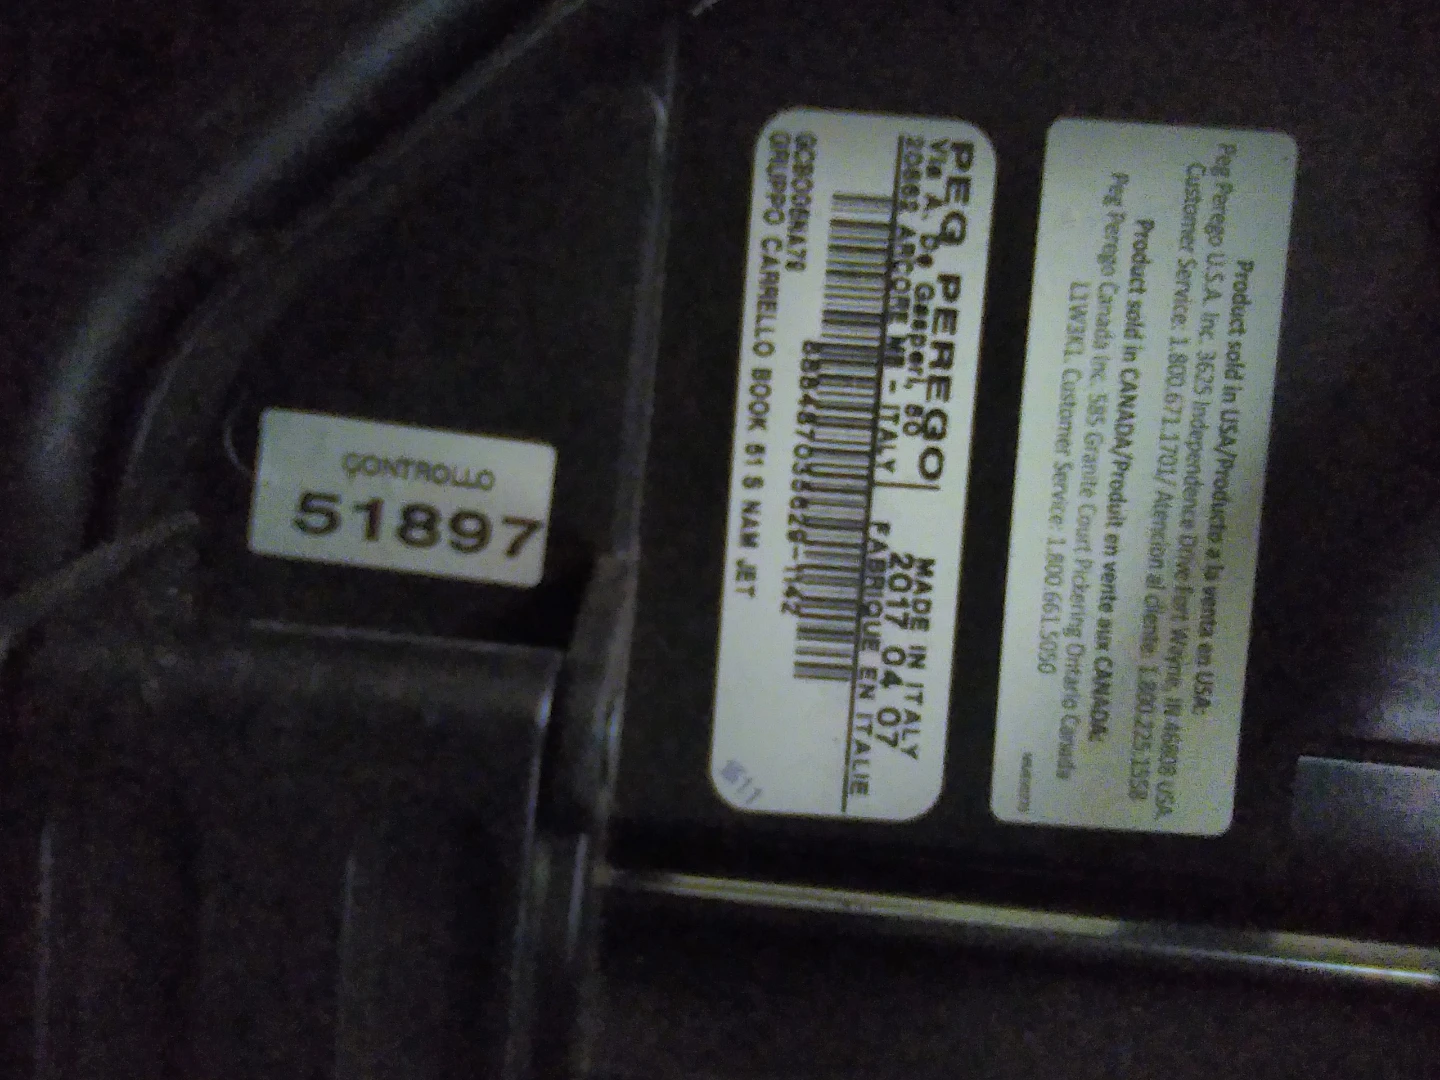 Product sold in USA/Producto a la venta en USA:
Peg Perego U.S.A. Inc. 3625 Independence Drive Fort Wayne, IN 46808 USA
Customer Service: 1.800.671.1701/ Atencion al cliente: 1.800.225.1558
Product sold in CANADA/Produit en vente aux CANADA:
Peg Perego Canada Inc. 585 Granite Court Pickering Ontario Canada
L1W3K1. Customer Service: 1.800.661.5050
PEG PEREGO
Via A. De Gasperi, 50
20862 ARCORE MB - ITALY
MADE IN ITALY
2017 04 07
FABRIQUE EN ITALIE
GRUPPO CARRELLO BOOK 51 S NAM JET
CONTROLLO
51897